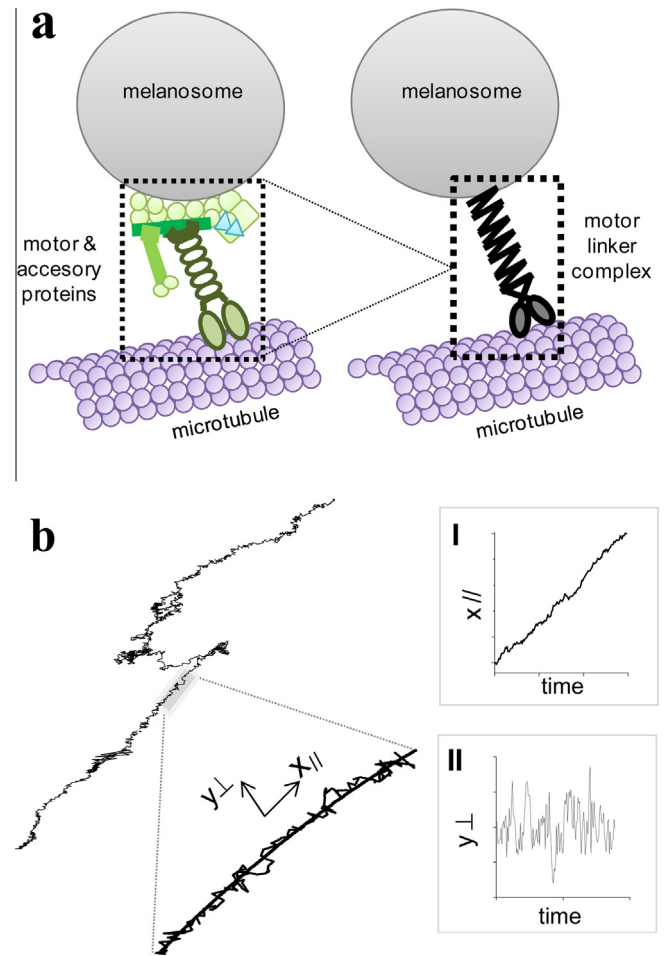 a
melanosome
melanosome
motor &
accesory
proteins
motor
linker
complex
microtubule
microtubule
b
I
x //
time
y⊥
x//
II
y ⊥
time